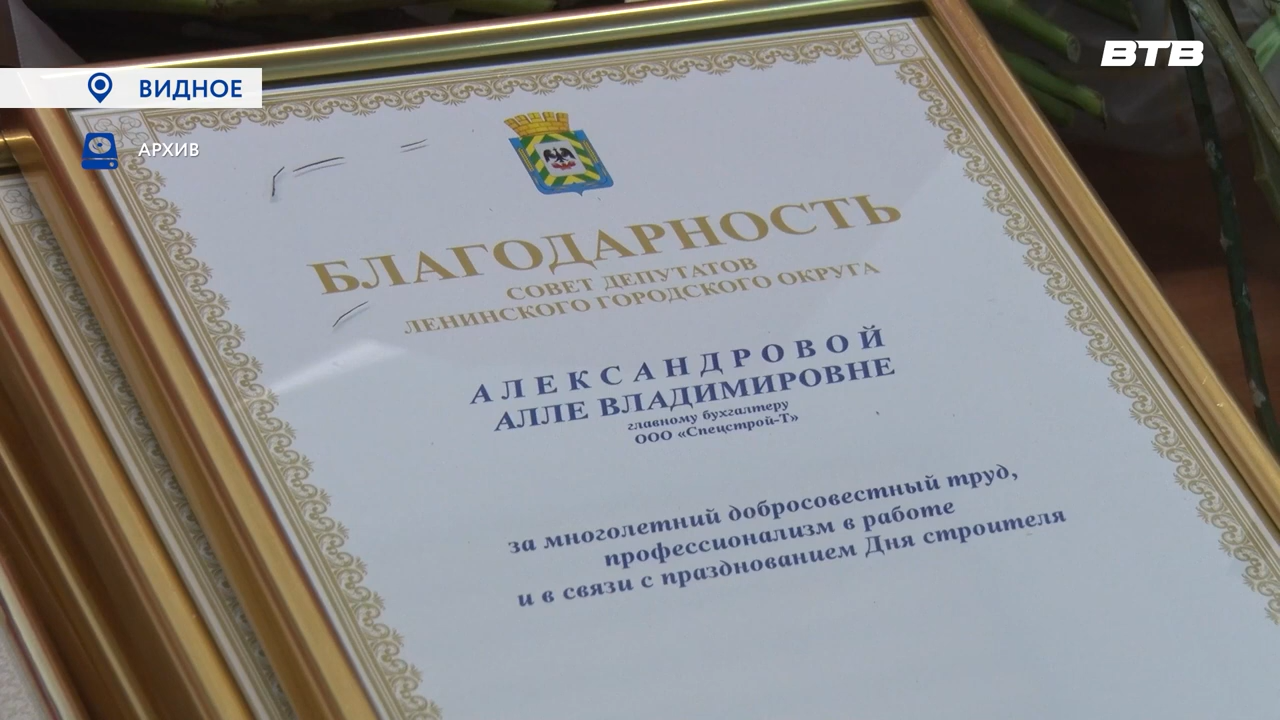 ВИДНОЕ
АРХИВ
ВТВ
БЛАГОДАРНОСТЬ
СОВЕТ ДЕПУТАТОВ
ЛЕНИНСКОГО ГОРОДСКОГО ОКРУГА
АЛЕКСАНДРОВОЙ
АЛЛЕ ВЛАДИМИРОВНЕ
главному бухгалтеру
ООО «Спецстрой-Т»
за многолетний добросовестный труд,
профессионализм в работе
и в связи с празднованием Дня строителя